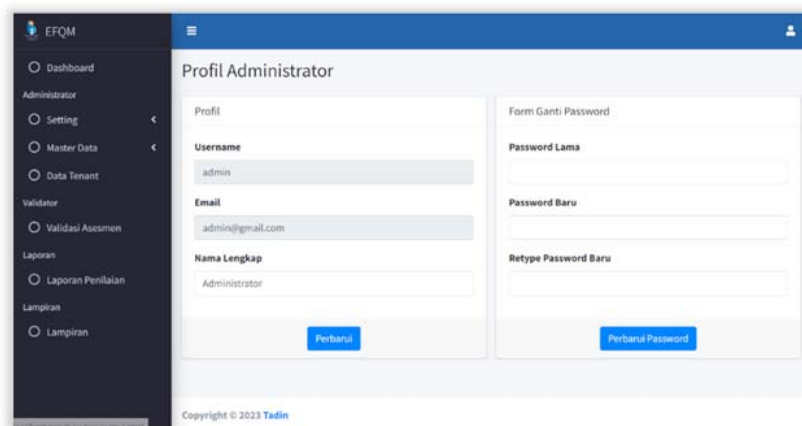 EFQM
Dashboard
Administrator
Setting
Master Data
Data Tenant
Validator
Validasi Asesmen
Laporan
Laporan Penilaian
Lampiran
Lampiran
Profil Administrator
Profil
Username
admin
Email
admin@gmail.com
Nama Lengkap
Administrator
Perbarui
Form Ganti Password
Password Lama
Password Baru
Retype Password Baru
Perbarui Password
Copyright © 2023 Tadin